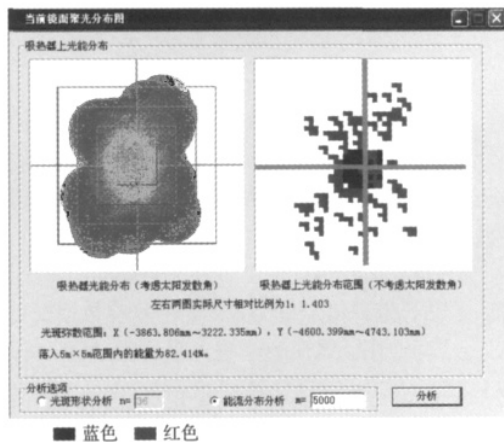 当前镜面聚光分布图
吸热器上光能分布
吸热器光能分布（考虑太阳发散角） 吸热器上光能分布范围（不考虑太阳发散角
左右两图实际尺寸相对比例为1：1.403
光斑弥散范围：X（-3863.806mm～3222.335mm），Y（-4600.399mm～4743.103mm）
落入5m×5m范围内的能量为82.414%。
分析选项
光斑形状分析 n= 能流分布分析 m= 5000 分析
蓝色 红色